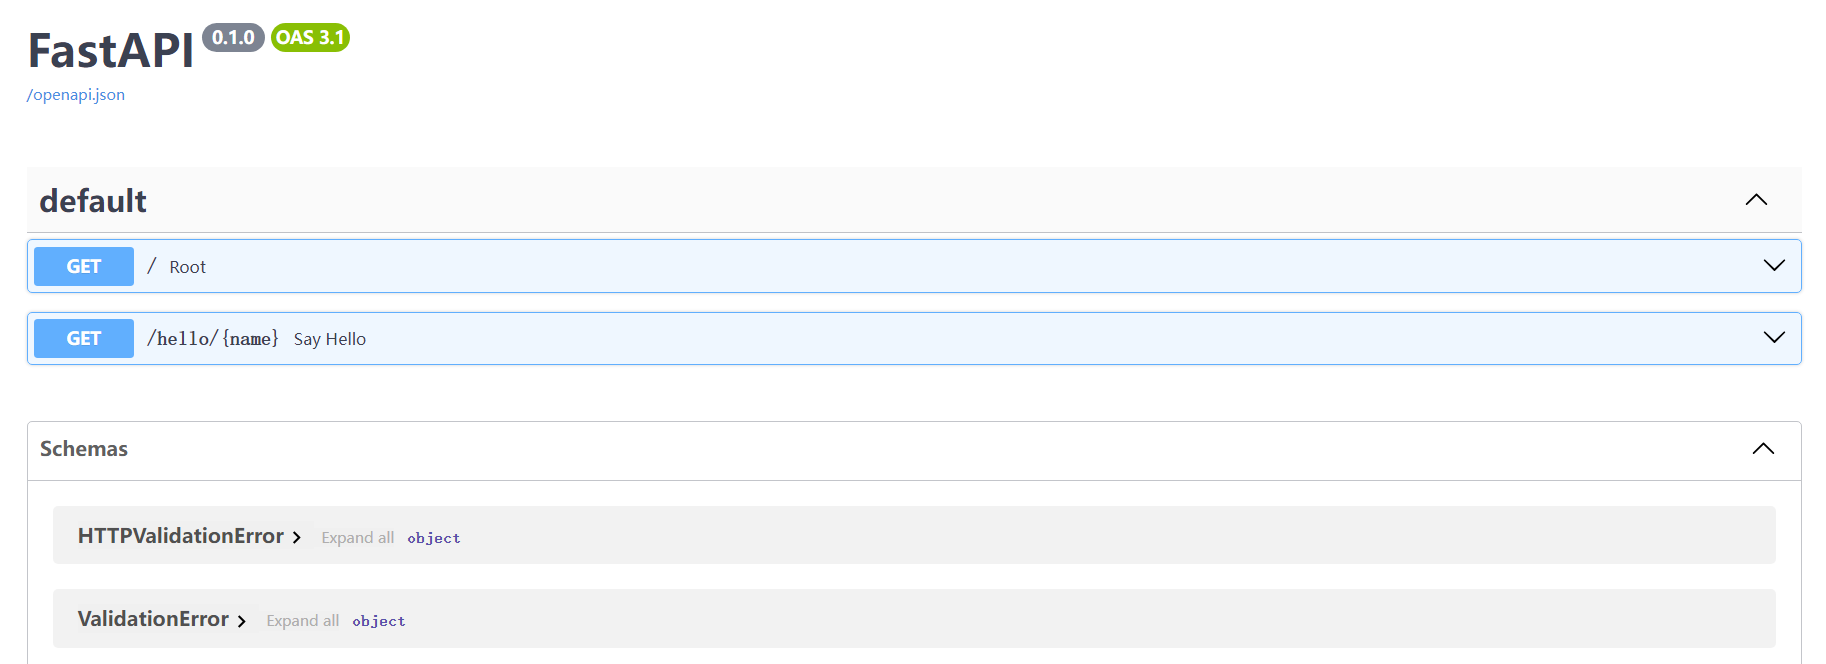 FastAPI 0.1.0 OAS 3.1
/openapi.json
default
GET / Root
GET /hello/{name} Say Hello
Schemas
HTTPValidationError Expand all object
ValidationError Expand all object